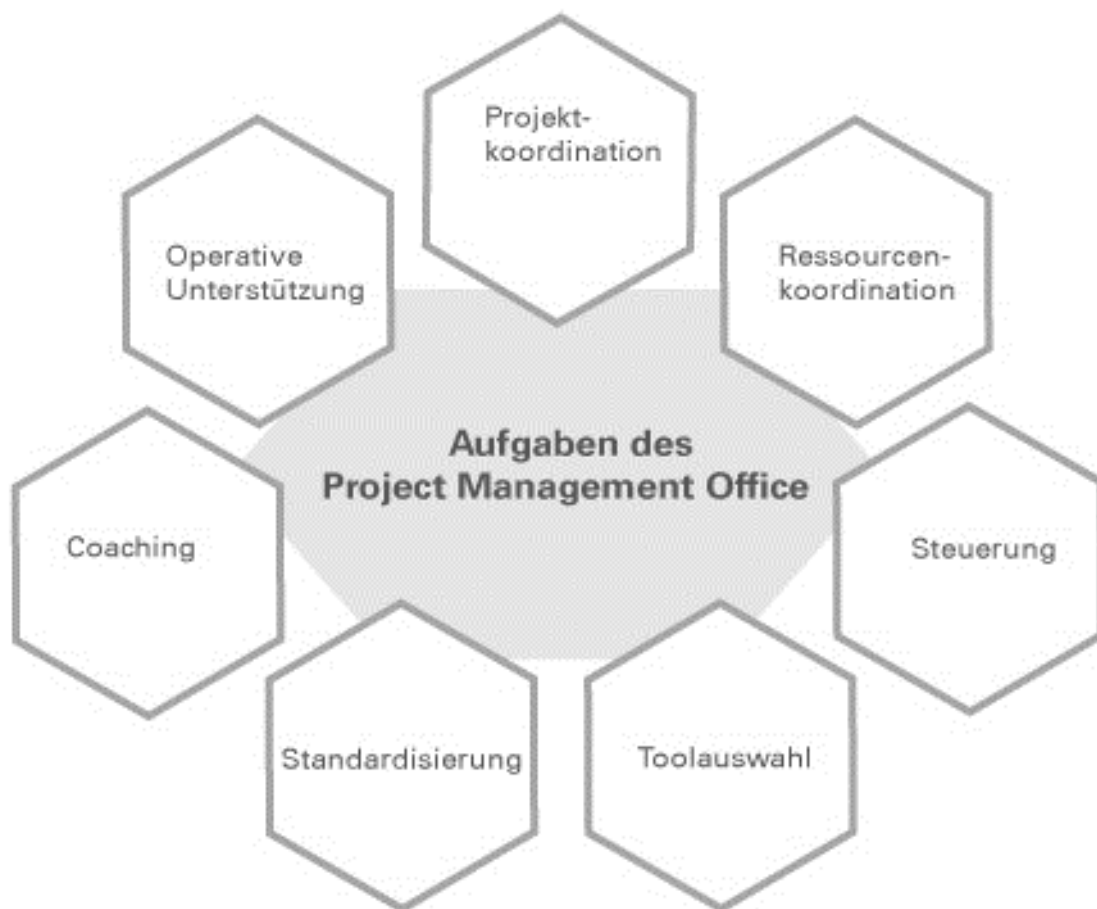 Projekt-
koordination
Operative
Unterstützung
Ressourcen-
koordination
Aufgaben des
Project Management Office
Coaching
Steuerung
Standardisierung
Toolauswahl